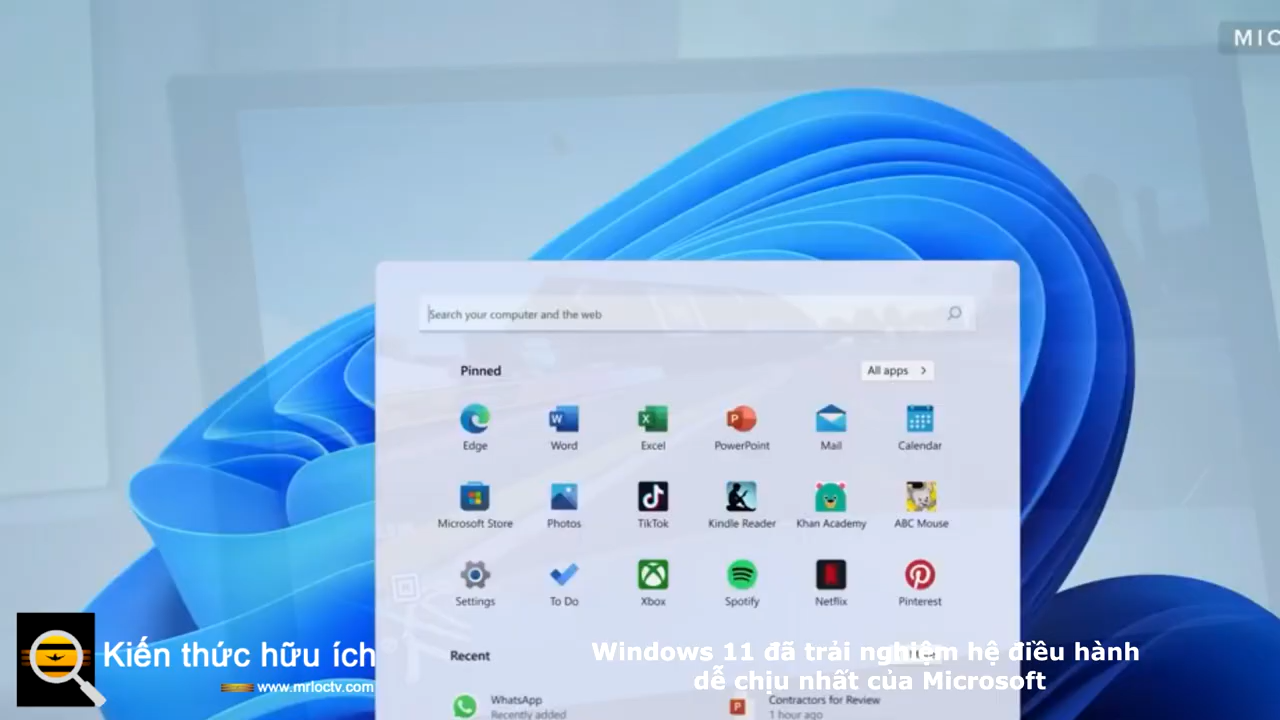 MIC
Search your computer and the web
Pinned
All apps
Edge
Word
Excel
PowerPoint
Mail
Calendar
Microsoft Store
Photos
TikTok
Kindle Reader
Khan Academy
ABC Mouse
Settings
To Do
Xbox
Spotify
Netflix
Pinterest
Recent
WhatsApp
Recently added
Contractors for Review
1 hour ago
Kiến thức hữu ích
www.mrloctv.com
Windows 11 đã trải nghiệm hệ điều hành
dễ chịu nhất của Microsoft